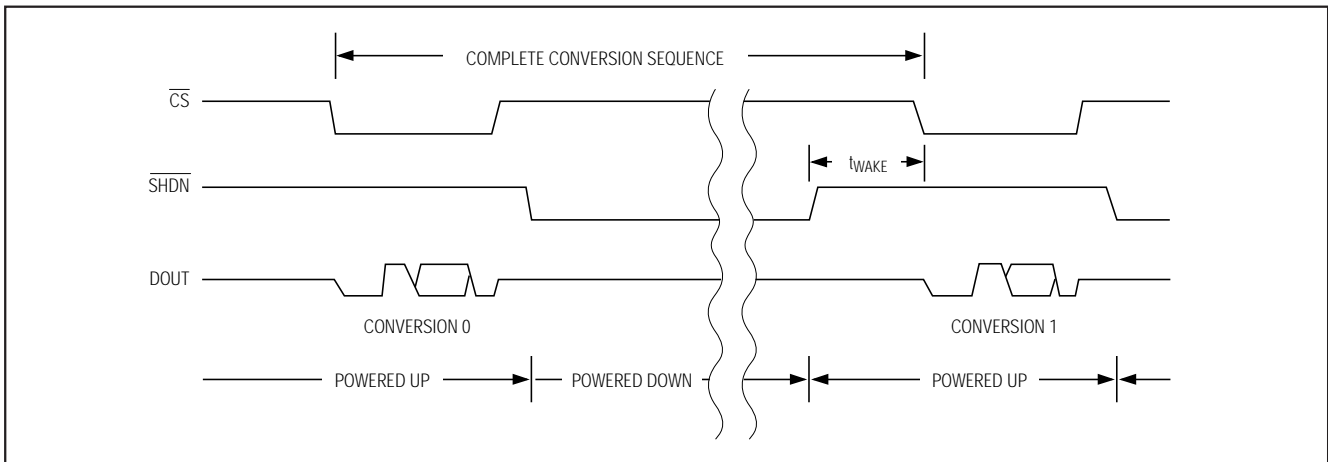 COMPLETE CONVERSION SEQUENCE
CS
tWAKE
SHDN
DOUT
CONVERSION 0
CONVERSION 1
POWERED UP
POWERED DOWN
POWERED UP